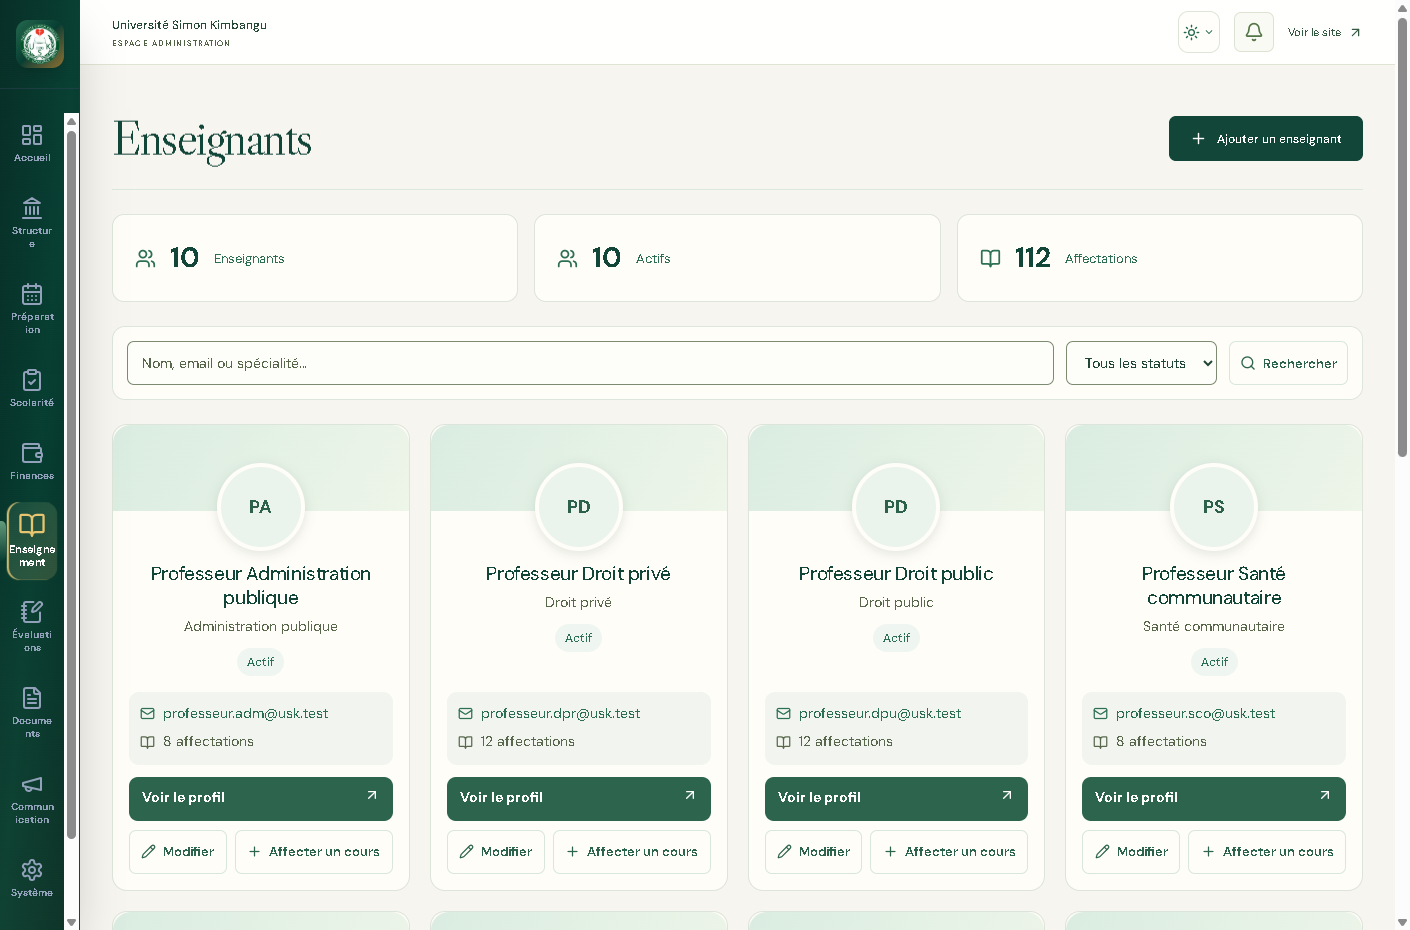 Université Simon Kimbangu
ESPACE ADMINISTRATION
Voir le site
Accueil
Structur
e
Préparat
ion
Scolarité
Finances
Enseigne
ment
Évaluati
ons
Docume
nts
Commun
ication
Système
Enseignants
Ajouter un enseignant
10 Enseignants
10 Actifs
112 Affectations
Nom, email ou spécialité...
Tous les statuts
Rechercher
PA
Professeur Administration
publique
Administration publique
Actif
professeur.adm@usk.test
8 affectations
Voir le profil
Modifier
Affecter un cours
PD
Professeur Droit privé
Droit privé
Actif
professeur.dpr@usk.test
12 affectations
Voir le profil
Modifier
Affecter un cours
PD
Professeur Droit public
Droit public
Actif
professeur.dpu@usk.test
12 affectations
Voir le profil
Modifier
Affecter un cours
PS
Professeur Santé
communautaire
Santé communautaire
Actif
professeur.sco@usk.test
8 affectations
Voir le profil
Modifier
Affecter un cours